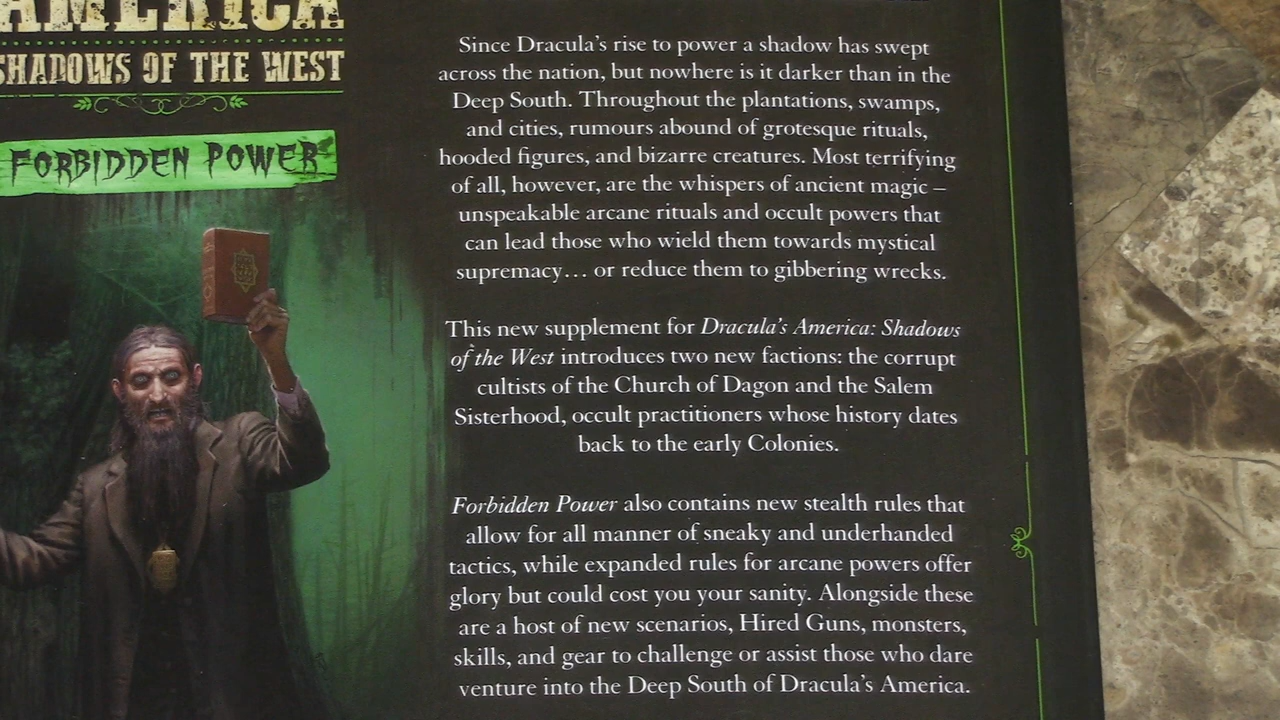 AMERICA
SHADOWS OF THE WEST
FORBIDDEN POWER
Since Dracula's rise to power a shadow has swept
across the nation, but nowhere is it darker than in the
Deep South. Throughout the plantations, swamps,
and cities, rumours abound of grotesque rituals,
hooded figures, and bizarre creatures. Most terrifying
of all, however, are the whispers of ancient magic –
unspeakable arcane rituals and occult powers that
can lead those who wield them towards mystical
supremacy… or reduce them to gibbering wrecks.
This new supplement for Dracula's America: Shadows
of the West introduces two new factions: the corrupt
cultists of the Church of Dagon and the Salem
Sisterhood, occult practitioners whose history dates
back to the early Colonies.
Forbidden Power also contains new stealth rules that
allow for all manner of sneaky and underhanded
tactics, while expanded rules for arcane powers offer
glory but could cost you your sanity. Alongside these
are a host of new scenarios, Hired Guns, monsters,
skills, and gear to challenge or assist those who dare
venture into the Deep South of Dracula's America.